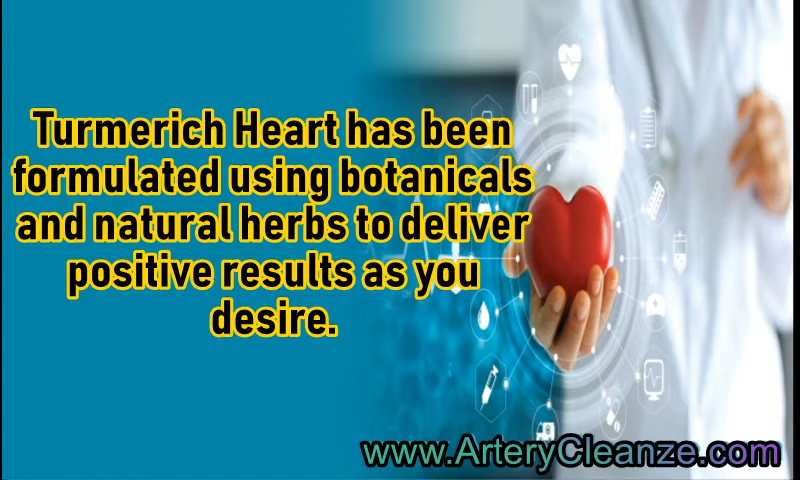 Turmerich Heart has been
formulated using botanicals
and natural herbs to deliver
positive results as you
desire.
www.ArteryCleanze.com